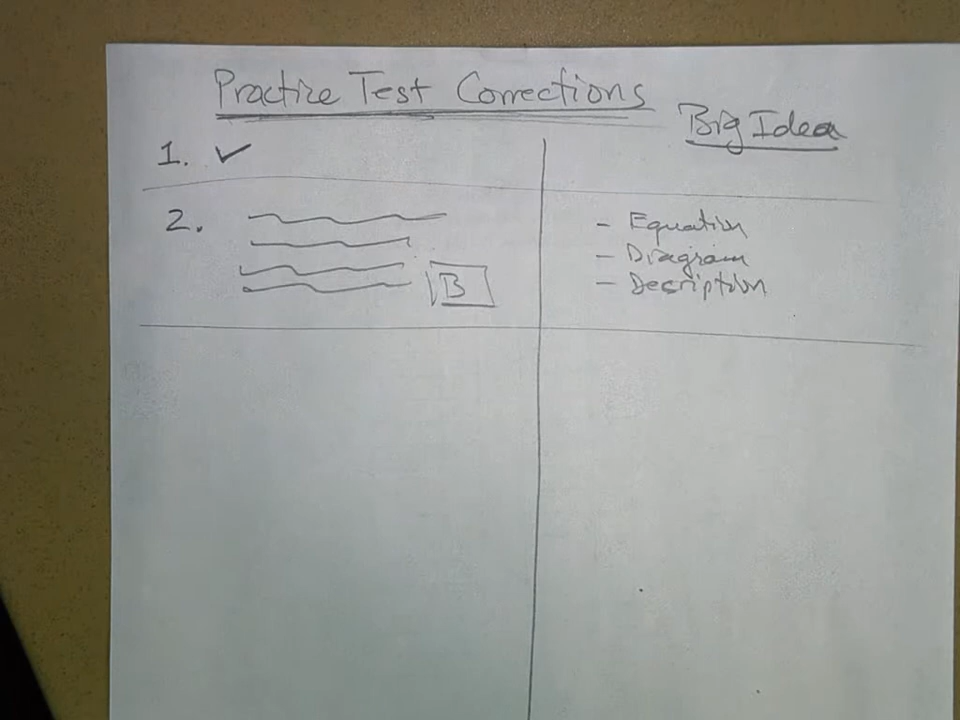 Practice Test Corrections
Big Idea
1. ✓
2.
B
- Equation
- Diagram
- Description